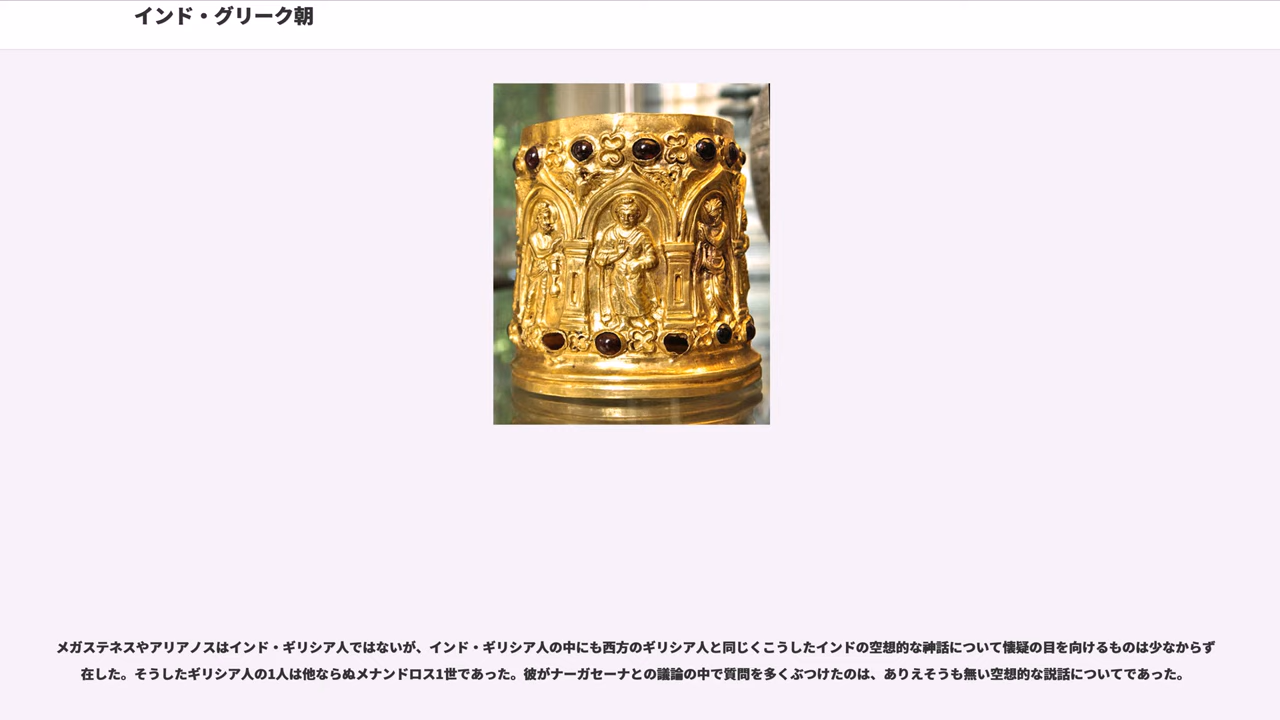 インド・グリーク朝
メガステネスやアリアノスはインド・ギリシア人ではないが、インド・ギリシア人の中にも西方のギリシア人と同じくこうしたインドの空想的な神話について懐疑の目を向けるものは少なからず
在した。そうしたギリシア人の1人は他ならぬメナンドロス1世であった。彼がナーガセーナとの議論の中で質問を多くぶつけたのは、ありえそうも無い空想的な説話についてであった。